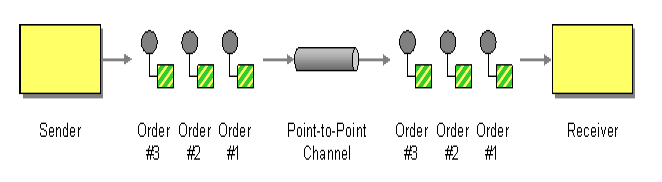 Sender Order Order Order Point-to-Point Order Order Order Receiver
#3 #2 #1 Channel #3 #2 #1